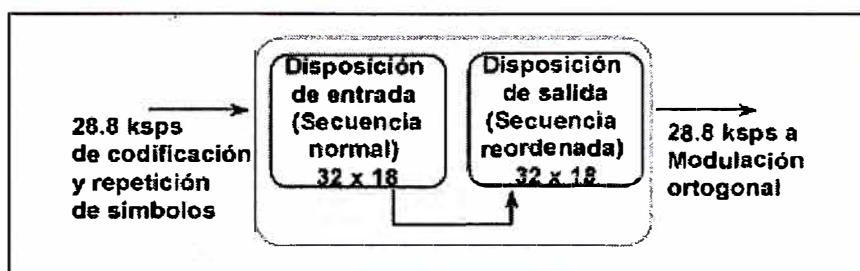 28.8 ksps
de codificación
y repetición
de símbolos
Disposición
de entrada
(Secuencia
normal)
32 x 18
Disposición
de salida
(Secuencia
reordenada)
32 x 18
28.8 ksps a
Modulación
ortogonal